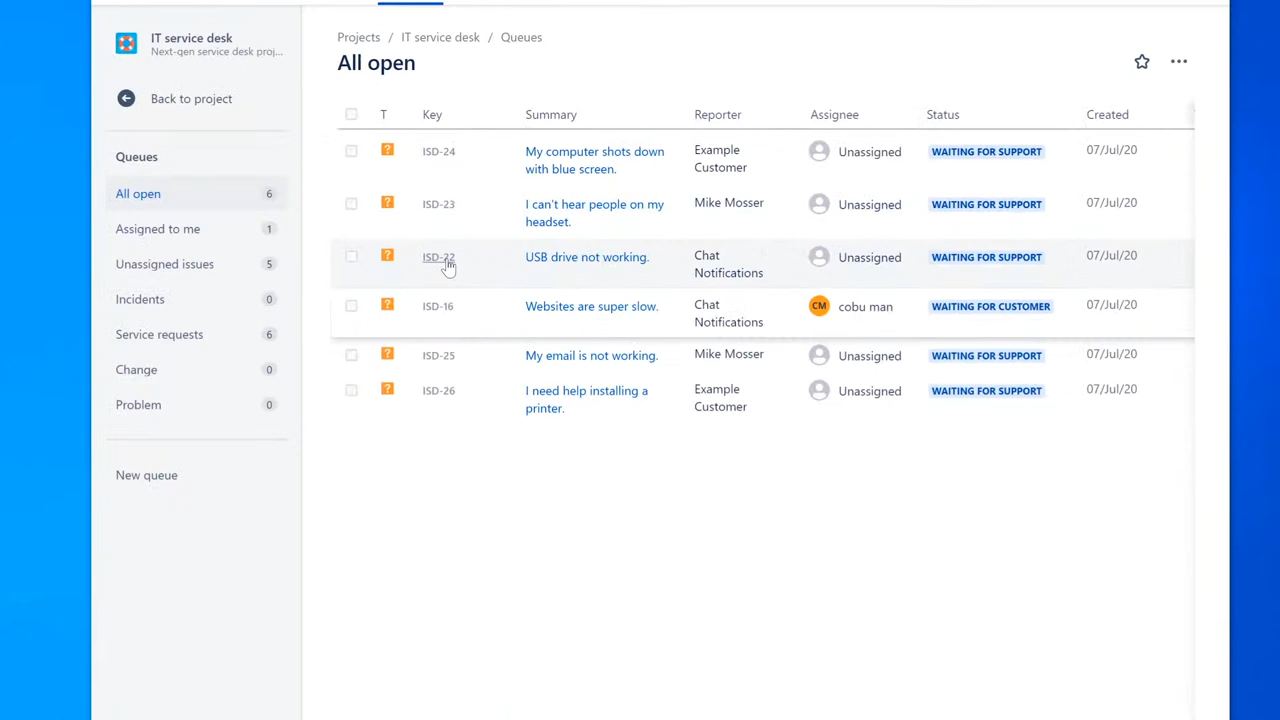 IT service desk
Next-gen service desk proj...
Back to project
Queues
All open 6
Assigned to me 1
Unassigned issues 5
Incidents 0
Service requests 6
Change 0
Problem 0
New queue
Projects / IT service desk / Queues
All open
T Key Summary Reporter Assignee Status Created
ISD-24 My computer shots down with blue screen. Example Customer Unassigned WAITING FOR SUPPORT 07/Jul/20
ISD-23 I can't hear people on my headset. Mike Mosser Unassigned WAITING FOR SUPPORT 07/Jul/20
ISD-22 USB drive not working. Chat Notifications Unassigned WAITING FOR SUPPORT 07/Jul/20
ISD-16 Websites are super slow. Chat Notifications CM cobu man WAITING FOR CUSTOMER 07/Jul/20
ISD-25 My email is not working. Mike Mosser Unassigned WAITING FOR SUPPORT 07/Jul/20
ISD-26 I need help installing a printer. Example Customer Unassigned WAITING FOR SUPPORT 07/Jul/20